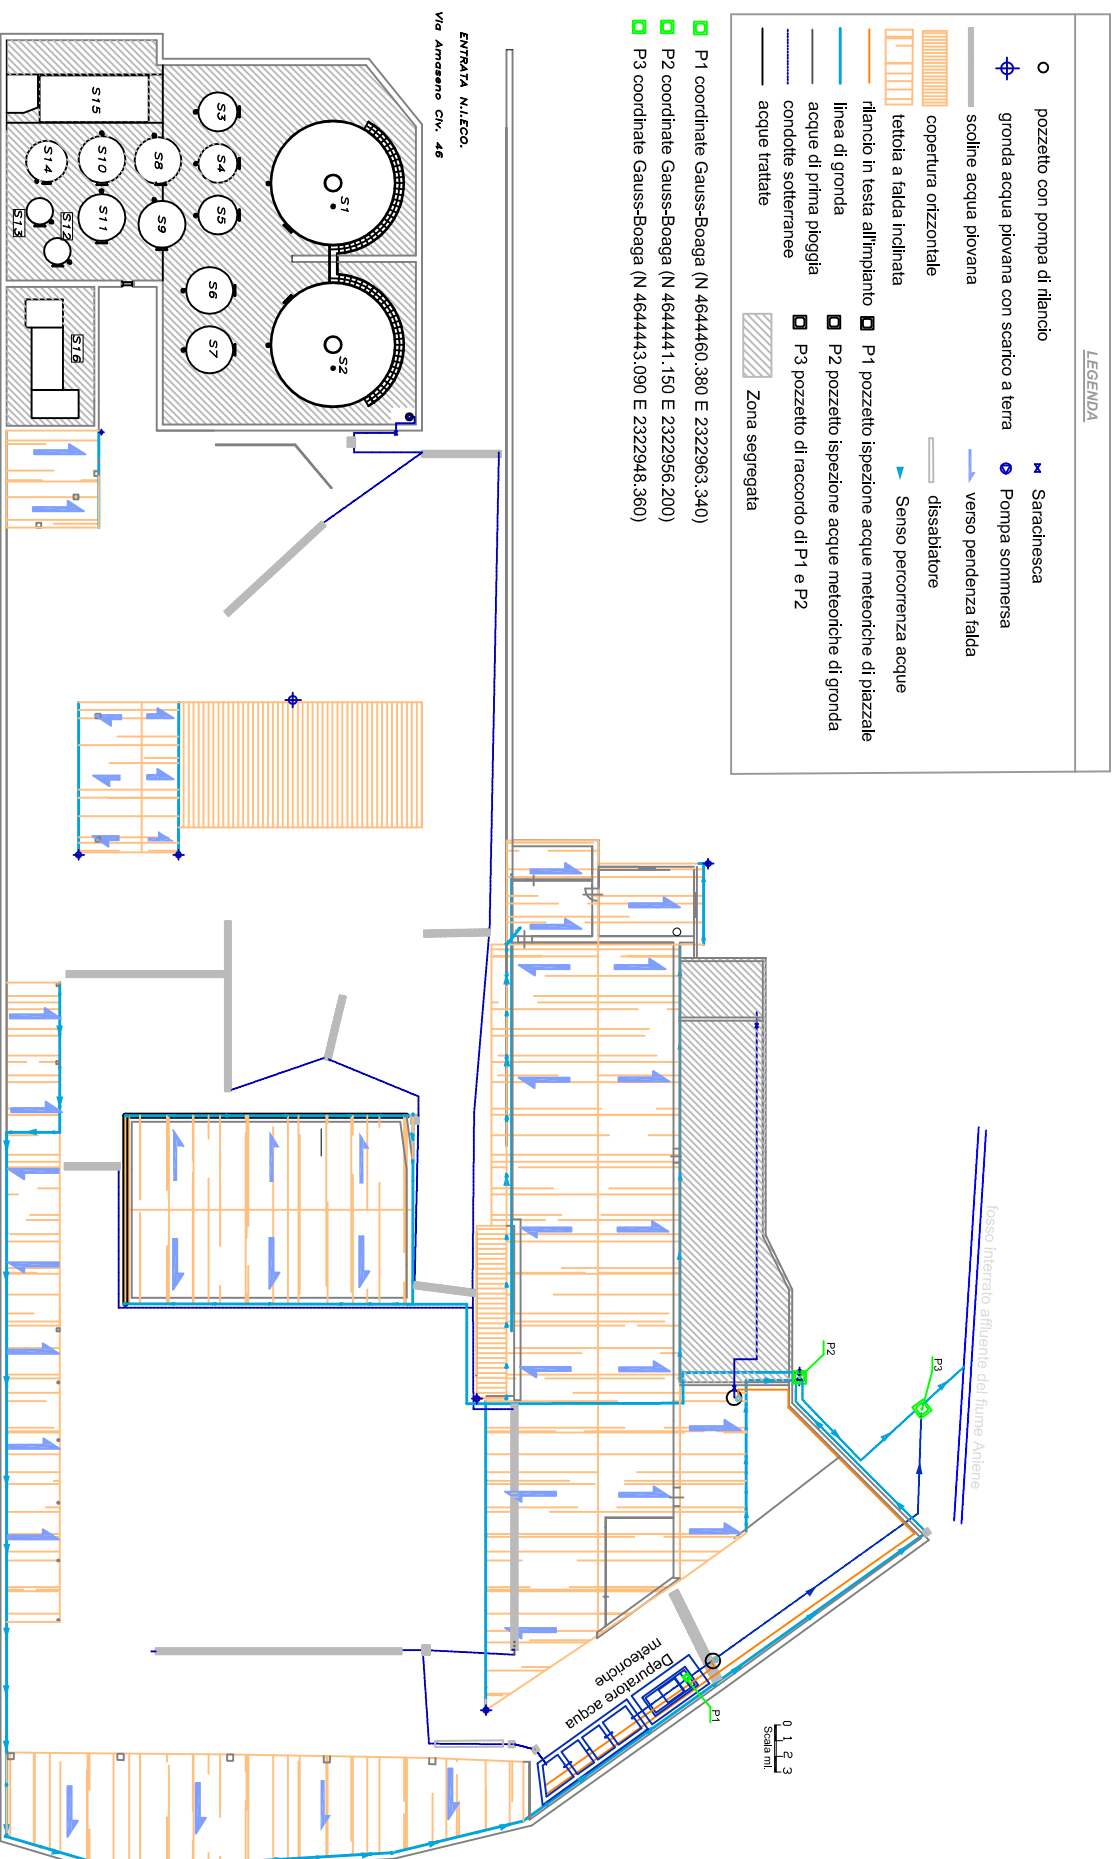 LEGENDA
pozzetto con pompa di rilancio
gronda acqua piovana con scarico a terra
scoline acqua piovana
copertura orizzontale
tettoia a falda inclinata
rilancio in testa all'impianto
linea di gronda
acque di prima pioggia
condotte sotterranee
acque trattate
Saracinesca
Pompa sommersa
verso pendenza falda
dissabiatore
Senso percorrenza acque
P1 pozzetto ispezione acque meteoriche di piazzale
P2 pozzetto ispezione acque meteoriche di gronda
P3 pozzetto di raccordo di P1 e P2
Zona segregata
P1 coordinate Gauss-Boaga (N 4644460.380 E 2322963.340)
P2 coordinate Gauss-Boaga (N 4644441.150 E 2322956.200)
P3 coordinate Gauss-Boaga (N 4644443.090 E 2322948.360)
ENTRATA N.I.ECO.
Via Amaseno Civ. 46
S1
S2
S3
S4
S5
S6
S7
S8
S9
S10
S11
S12
S13
S14
S15
S16
fosso interrato affluente del fiume Aniene
P3
P2
P1
Depuratore acqua
meteoriche
0 1 2 3
Scala ml.